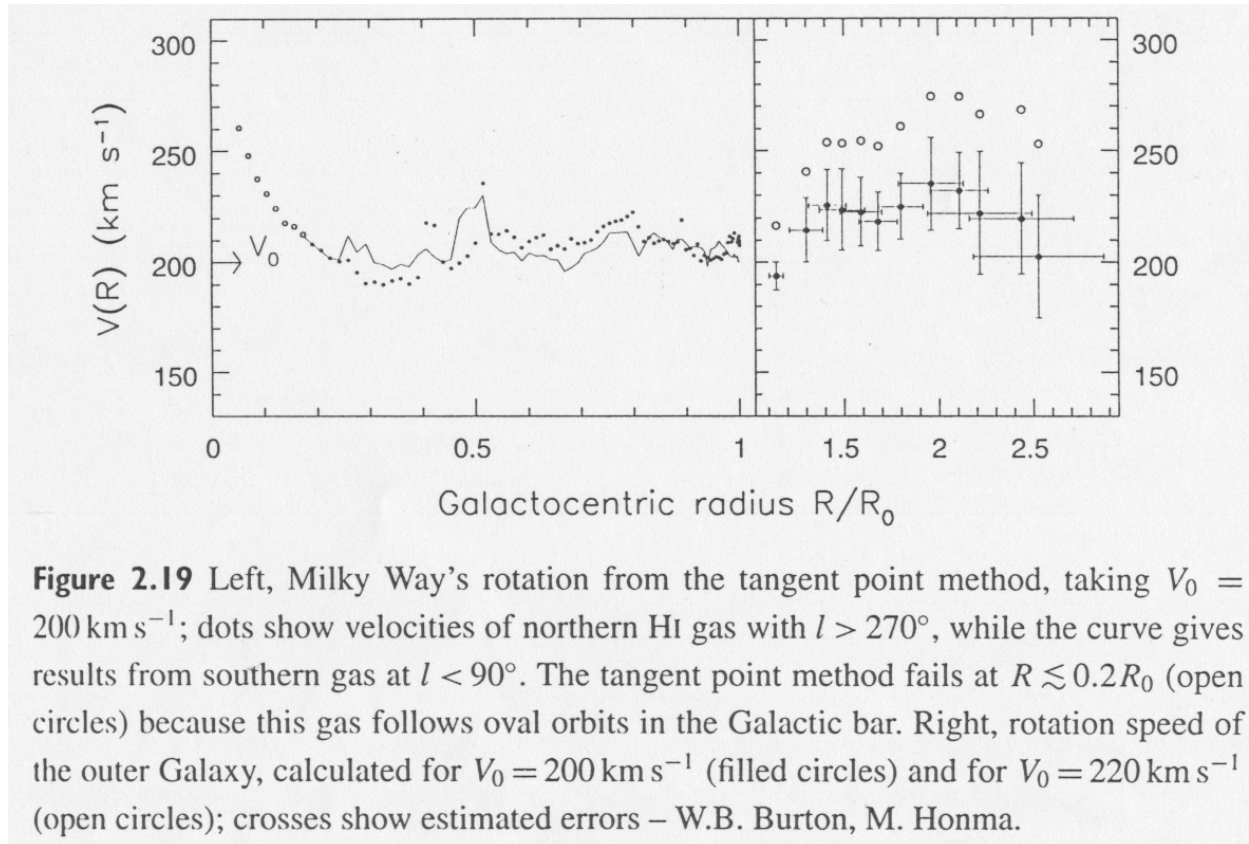 300
250
200
150
V(R) (km s⁻¹)
V₀
300
250
200
150
0
0.5
1
1.5
2
2.5
Galactocentric radius R/R₀
Figure 2.19 Left, Milky Way's rotation from the tangent point method, taking V₀ =
200 km s⁻¹; dots show velocities of northern HI gas with l > 270°, while the curve gives
results from southern gas at l < 90°. The tangent point method fails at R ≲ 0.2R₀ (open
circles) because this gas follows oval orbits in the Galactic bar. Right, rotation speed of
the outer Galaxy, calculated for V₀ = 200 km s⁻¹ (filled circles) and for V₀ = 220 km s⁻¹
(open circles); crosses show estimated errors – W.B. Burton, M. Honma.